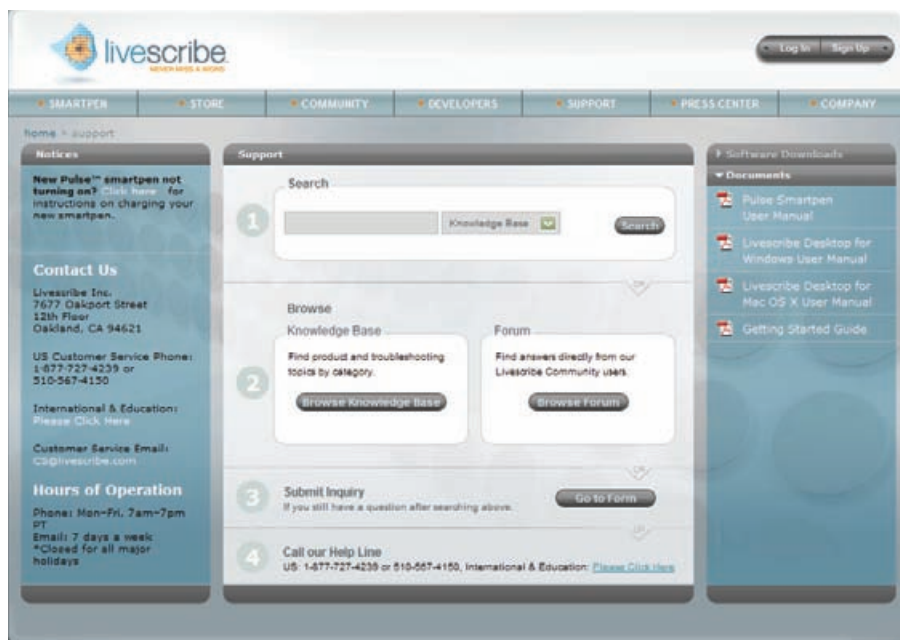 livescribe
NEVER MISS A WORD
Log In
Sign Up
SMARTPEN
STORE
COMMUNITY
DEVELOPERS
SUPPORT
PRESS CENTER
COMPANY
home > support
Notices
New Pulse™ smartpen not
turning on? Click here for
instructions on charging your
new smartpen.
Contact Us
Livescribe Inc.
7677 Oakport Street
12th Floor
Oakland, CA 94621
US Customer Service Phone:
1-877-727-4239 or
510-567-4150
International & Education:
Please Click Here
Customer Service Email:
CS@livescribe.com
Hours of Operation
Phone: Mon-Fri, 7am-7pm
PT
Email: 7 days a week
*Closed for all major
holidays
Support
1
Search
Knowledge Base
Search
OR
2
Browse
Knowledge Base
Find product and troubleshooting
topics by category.
Browse Knowledge Base
Forum
Find answers directly from our
Livescribe Community users.
Browse Forum
OR
3
Submit Inquiry
If you still have a question after searching above.
Go to Form
OR
4
Call our Help Line
US: 1-877-727-4239 or 510-567-4150, International & Education: Please Click Here
Software Downloads
Documents
Pulse Smartpen
User Manual
Livescribe Desktop for
Windows User Manual
Livescribe Desktop for
Mac OS X User Manual
Getting Started Guide